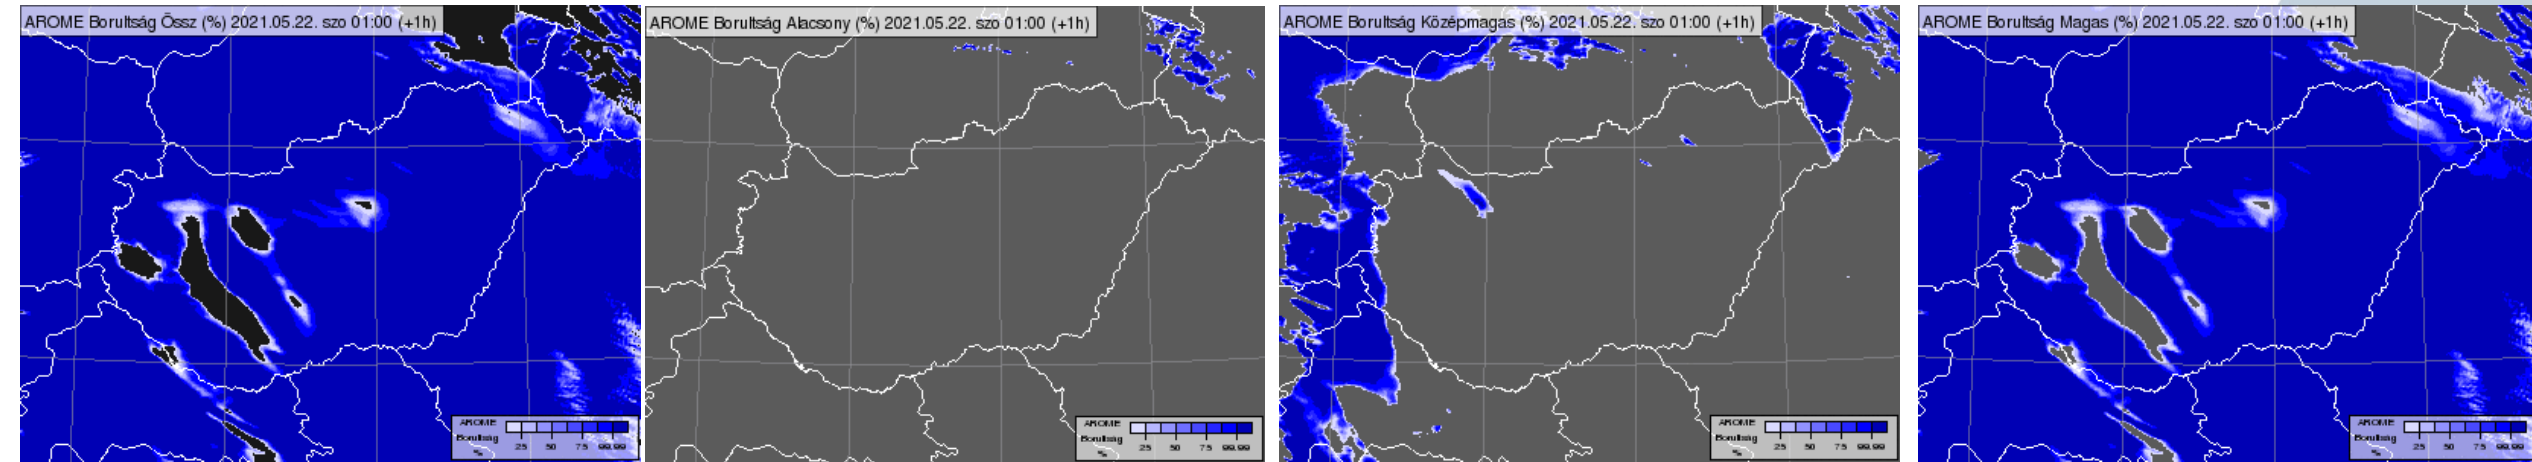 AROME Borultság Össz (%) 2021.05.22. szo 01:00 (+1h)
AROME Borultság Alacsony (%) 2021.05.22. szo 01:00 (+1h)
AROME Borultság Középmagas (%) 2021.05.22. szo 01:00 (+1h)
AROME Borultság Magas (%) 2021.05.22. szo 01:00 (+1h)
AROME
Borultság
%
25 50 75 99.99
AROME
Borultság
%
25 50 75 99.99
AROME
Borultság
%
25 50 75 99.99
AROME
Borultság
%
25 50 75 99.99